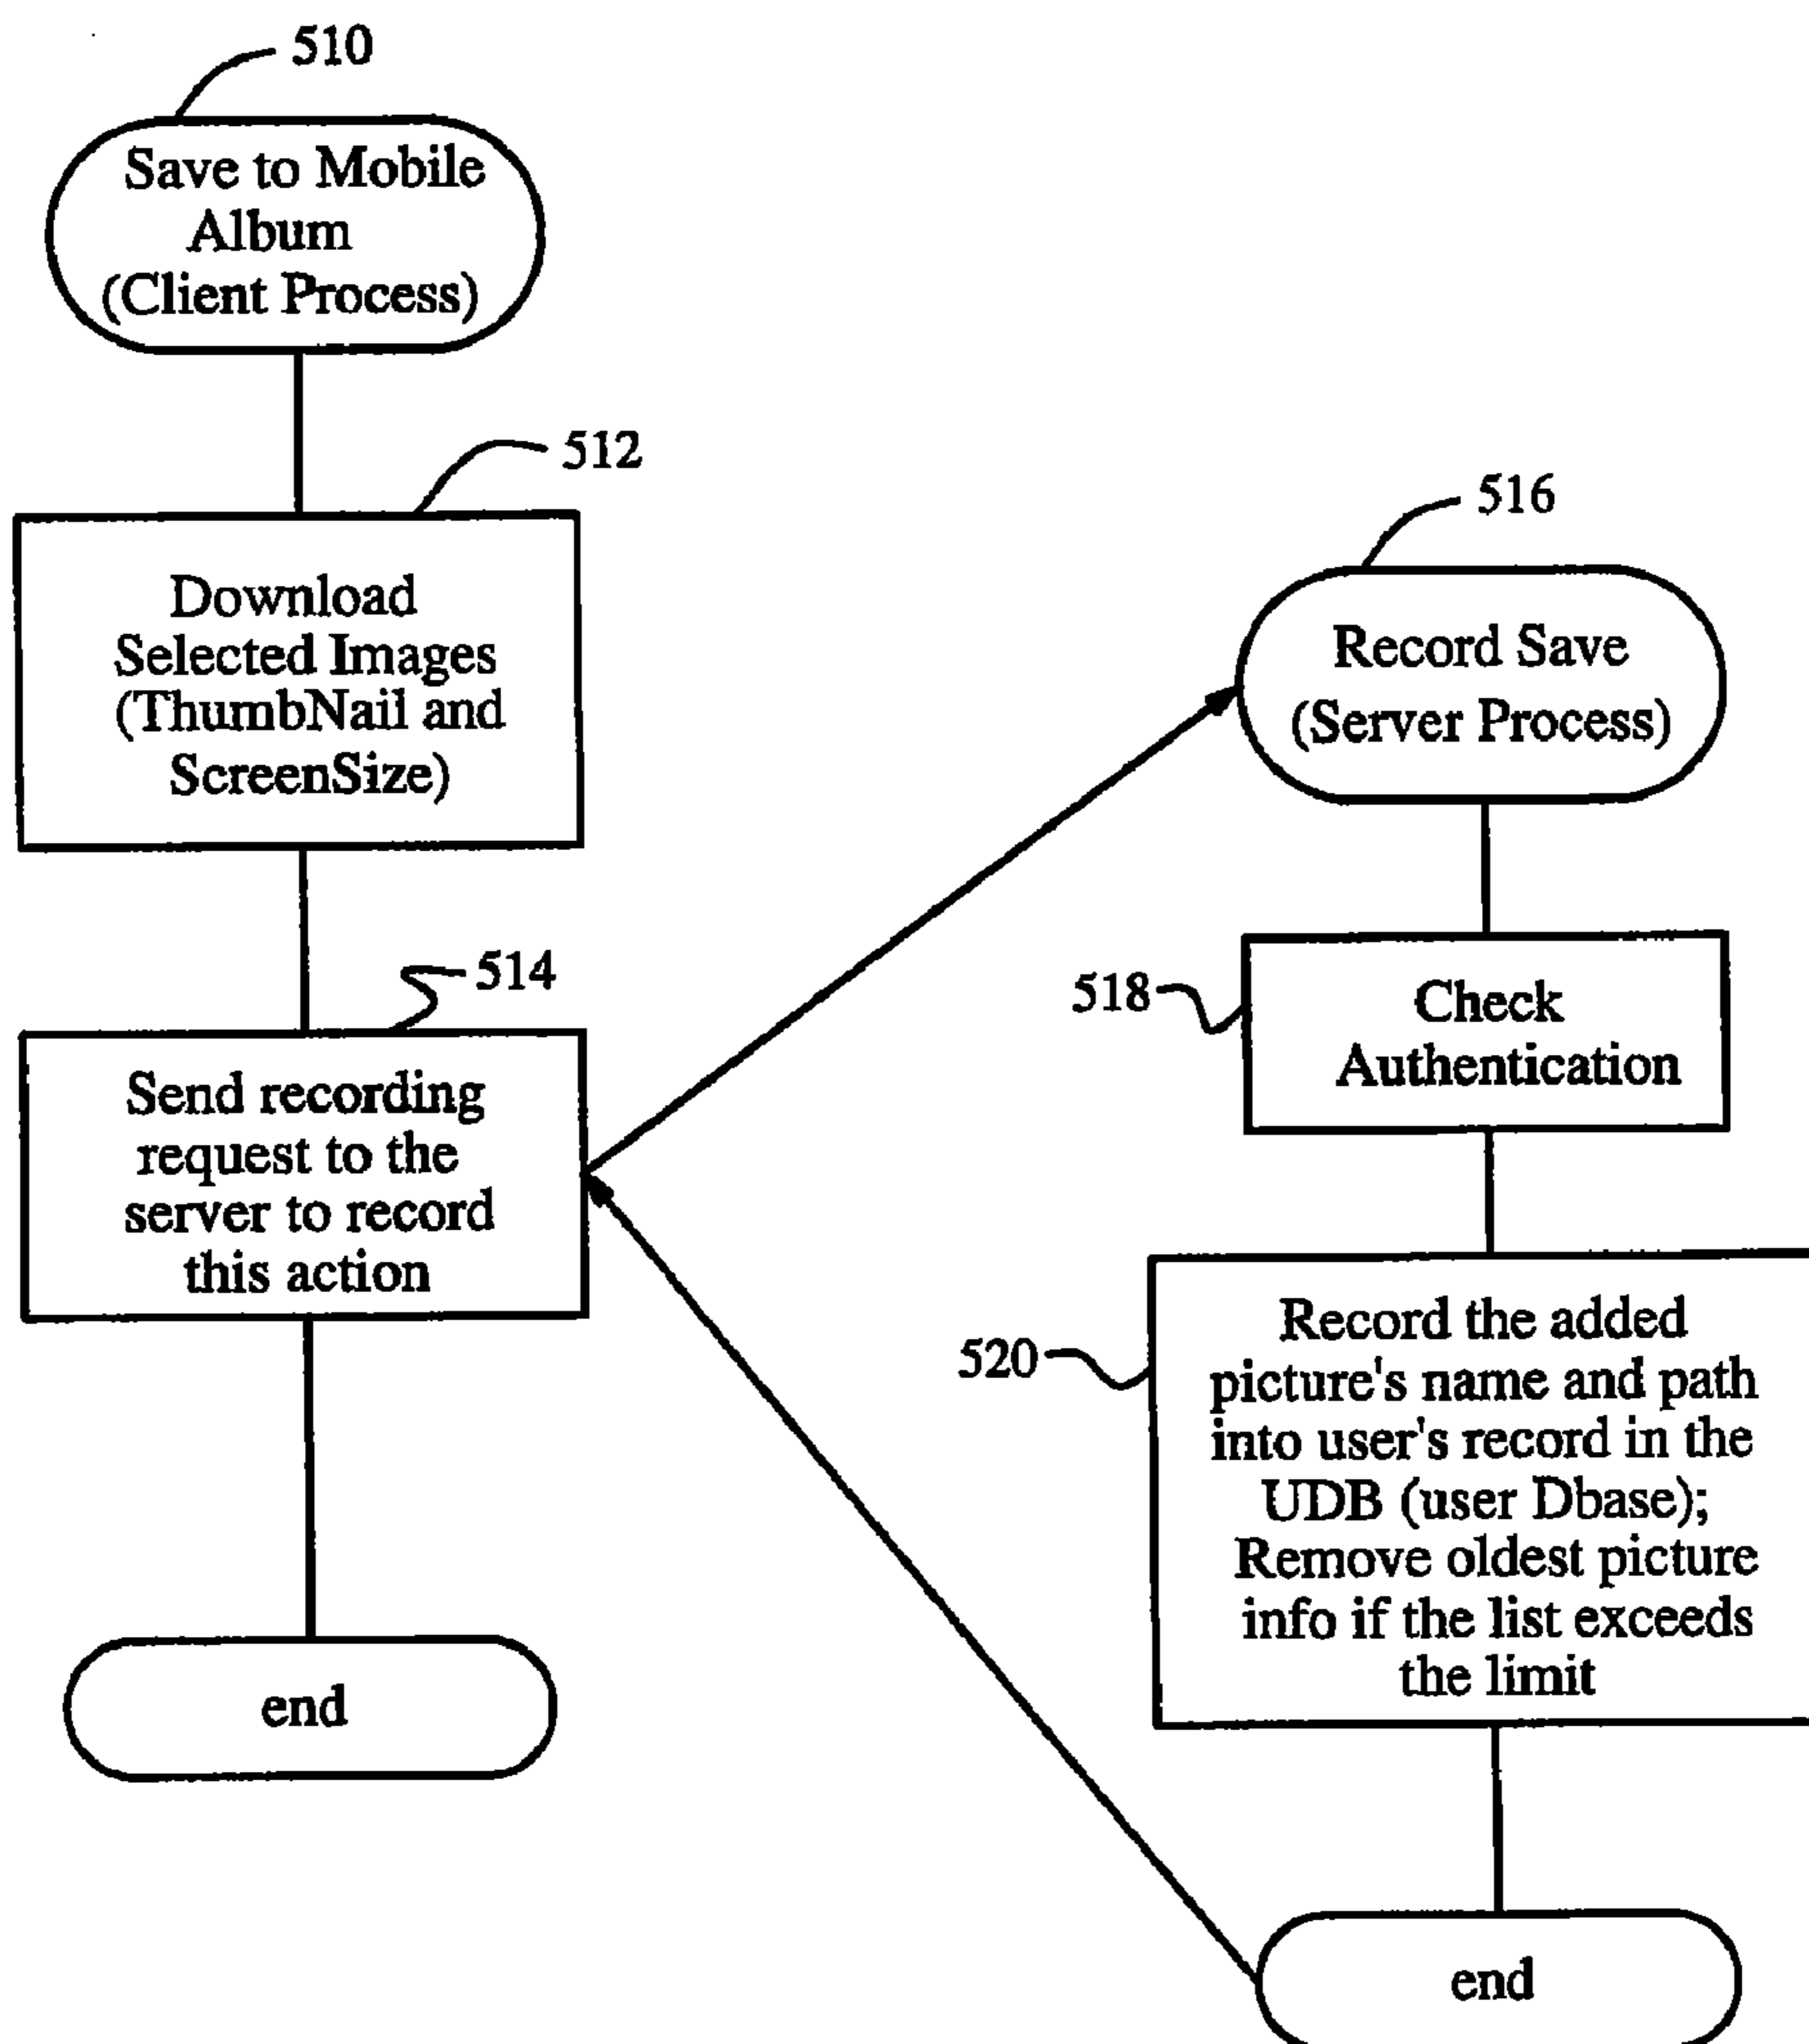 510
Save to Mobile
Album
(Client Process)
512
Download
Selected Images
(ThumbNail and
ScreenSize)
514
Send recording
request to the
server to record
this action
end
516
Record Save
(Server Process)
518
Check
Authentication
520
Record the added
picture's name and path
into user's record in the
UDB (user Dbase);
Remove oldest picture
info if the list exceeds
the limit
end